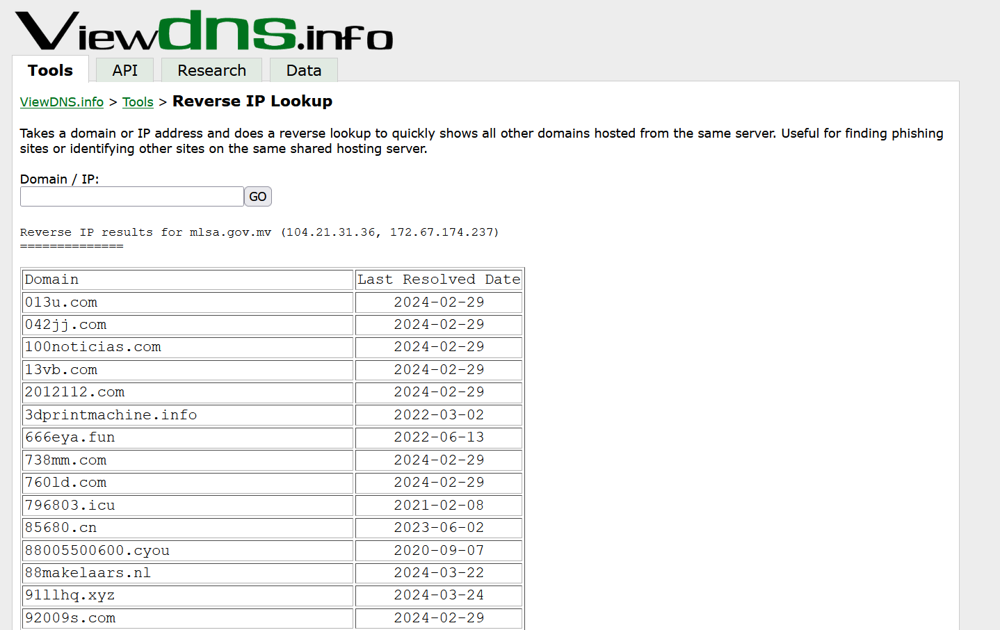 Viewdns.info
Tools API Research Data
ViewDNS.info > Tools > Reverse IP Lookup
Takes a domain or IP address and does a reverse lookup to quickly shows all other domains hosted from the same server. Useful for finding phishing
sites or identifying other sites on the same shared hosting server.
Domain / IP:
GO
Reverse IP results for mlsa.gov.mv (104.21.31.36, 172.67.174.237)
==============
Domain Last Resolved Date
013u.com 2024-02-29
042jj.com 2024-02-29
100noticias.com 2024-02-29
13vb.com 2024-02-29
2012112.com 2024-02-29
3dprintmachine.info 2022-03-02
666eya.fun 2022-06-13
738mm.com 2024-02-29
760ld.com 2024-02-29
796803.icu 2021-02-08
85680.cn 2023-06-02
88005500600.cyou 2020-09-07
88makelaars.nl 2024-03-22
91llhq.xyz 2024-03-24
92009s.com 2024-02-29